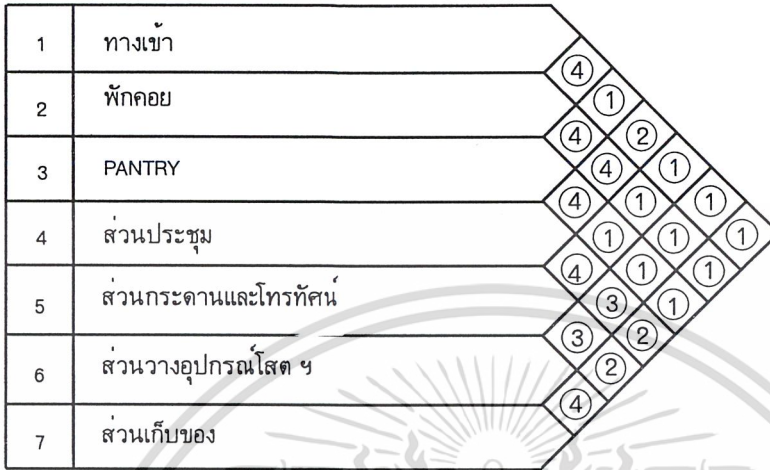 1 ทางเข้า
4
2 พักคอย 1
4 2
3 PANTRY 4 1
4 1 1
4 ส่วนประชุม 1 1 1
4 1 1
5 ส่วนกระดานและโทรทัศน์ 3 1
3 2
6 ส่วนวางอุปกรณ์โสต ฯ 2
4
7 ส่วนเก็บของ